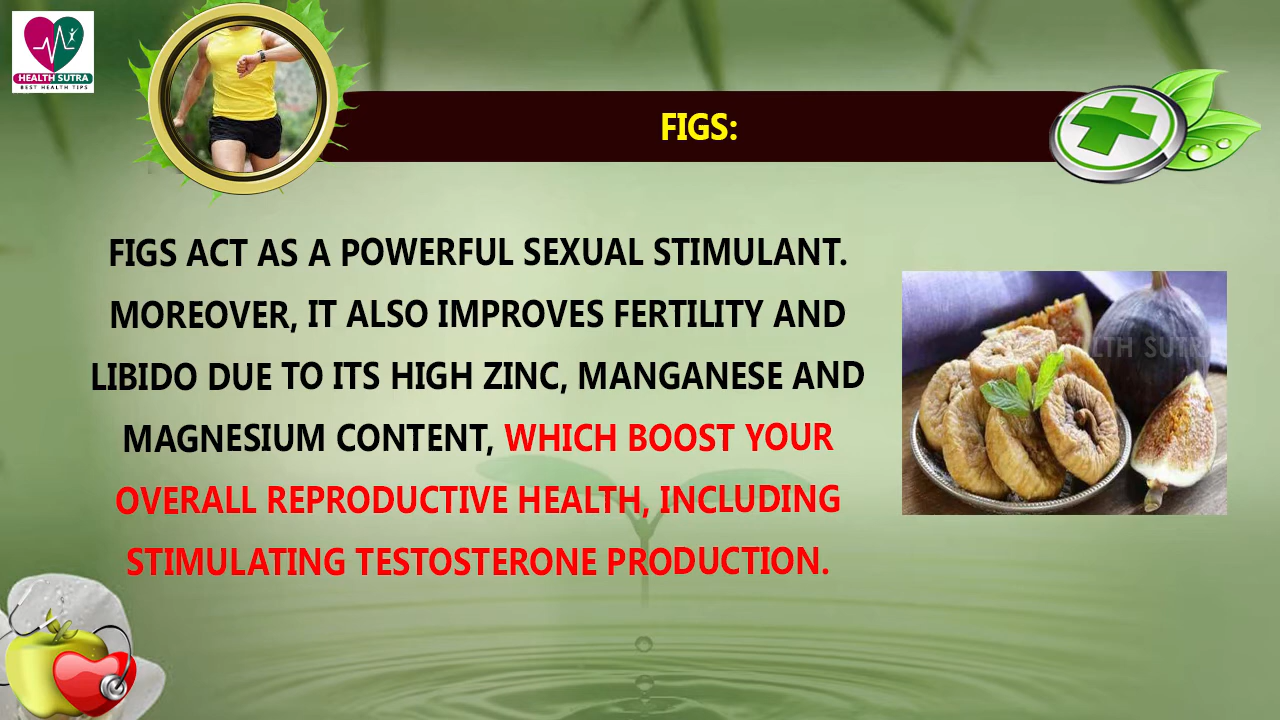 HEALTH SUTRA
BEST HEALTH TIPS
FIGS:
FIGS ACT AS A POWERFUL SEXUAL STIMULANT.
MOREOVER, IT ALSO IMPROVES FERTILITY AND
LIBIDO DUE TO ITS HIGH ZINC, MANGANESE AND
MAGNESIUM CONTENT, WHICH BOOST YOUR
OVERALL REPRODUCTIVE HEALTH, INCLUDING
STIMULATING TESTOSTERONE PRODUCTION.